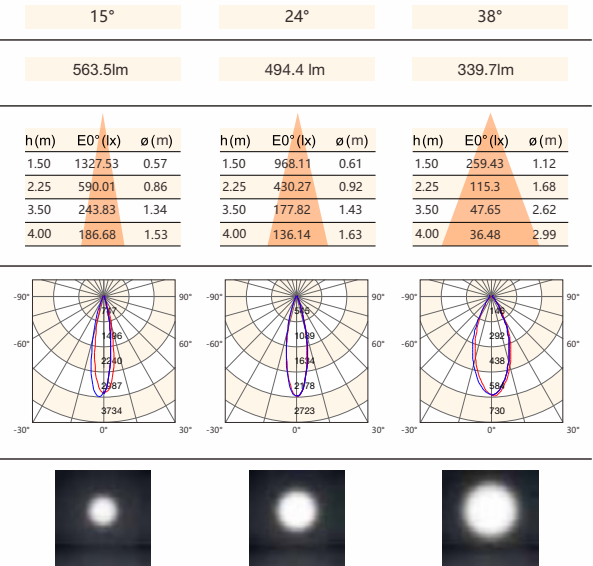 15° 24° 38°
563.5lm 494.4 lm 339.7lm
h(m) E0°(lx) ø(m) h(m) E0°(lx) ø(m) h(m) E0°(lx) ø(m)
1.50 1327.53 0.57 1.50 968.11 0.61 1.50 259.43 1.12
2.25 590.01 0.86 2.25 430.27 0.92 2.25 115.3 1.68
3.50 243.83 1.34 3.50 177.82 1.43 3.50 47.65 2.62
4.00 186.68 1.53 4.00 136.14 1.63 4.00 36.48 2.99
-90° 90° -90° 90° -90° 90°
1089 292
-60° 60° -60° 60° -60° 60°
2240 1634 438
2987 2178 584
3734 2723 730
-30° 0° 30° -30° 0° 30° -30° 0° 30°